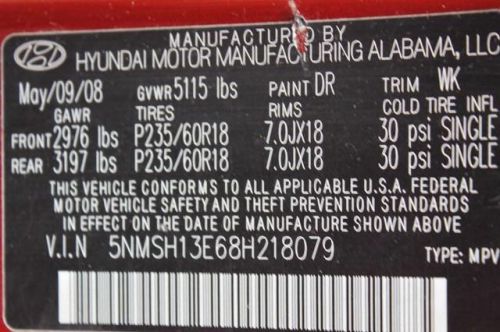 MANUFACTURED BY
HYUNDAI MOTOR MANUFACTURING ALABAMA, LLC
May/09/08 GVWR 5115 lbs PAINT DR TRIM WK
GAWR TIRES RIMS COLD TIRE INFL
FRONT 2976 lbs P235/60R18 7.0JX18 30 psi SINGLE
REAR 3197 lbs P235/60R18 7.0JX18 30 psi SINGLE
THIS VEHICLE CONFORMS TO ALL APPLICABLE U.S.A. FEDERAL
MOTOR VEHICLE SAFETY AND THEFT PREVENTION STANDARDS
IN EFFECT ON THE DATE OF MANUFACTURE SHOWN ABOVE
V.I.N 5NMSH13E68H218079 TYPE: MPV